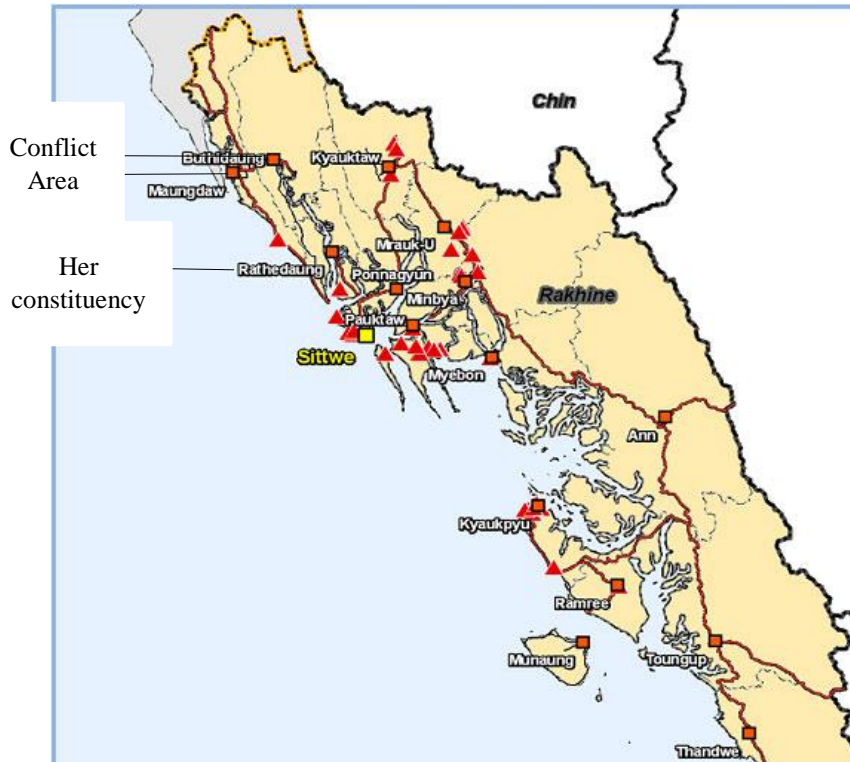 Chin
Conflict
Area
Buthidaung
Kyauktaw
Maungdaw
Her
constituency
Mrauk-U
Rathedaung
Ponnagyun
Minbya
Rakhine
Pauktaw
Sittwe
Myebon
Ann
Kyaukpyu
Ramree
Munaung
Toungup
Thandwe